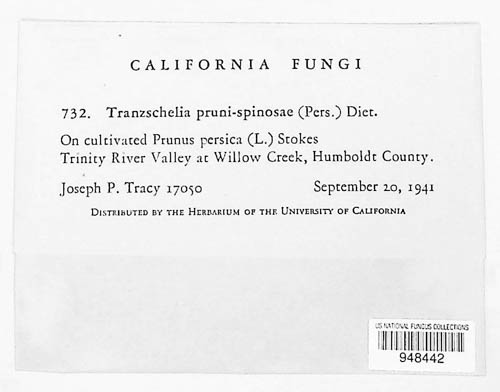 CALIFORNIA FUNGI
732. Tranzschelia pruni-spinosae (Pers.) Diet.
On cultivated Prunus persica (L.) Stokes
Trinity River Valley at Willow Creek, Humboldt County.
Joseph P. Tracy 17050 September 20, 1941
Distributed by the Herbarium of the University of California
US NATIONAL FUNGUS COLLECTIONS
948442